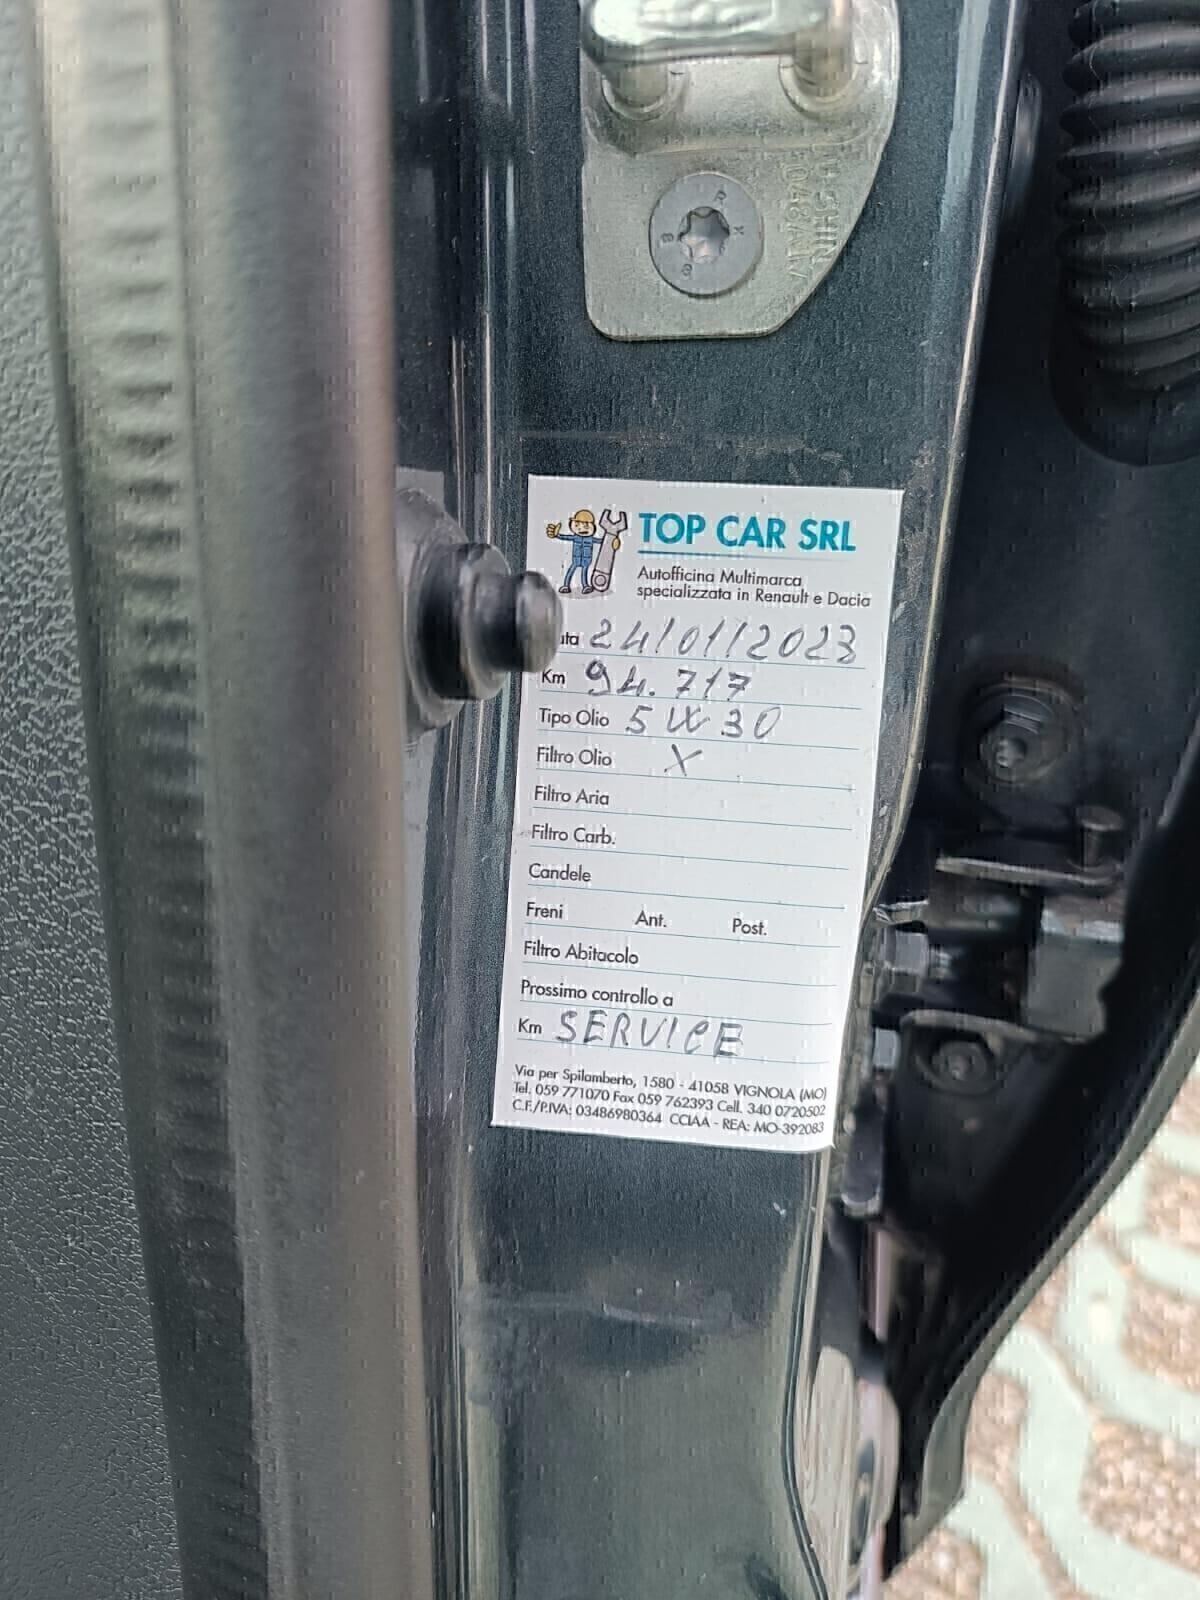 TOP CAR SRL
Autofficina Multimarca
specializzata in Renault e Dacia
24/01/2023
Km 94.717
Tipo Olio 5W30
Filtro Olio X
Filtro Aria
Filtro Carb.
Candele
Freni Ant. Post.
Filtro Abitacolo
Prossimo controllo a
Km SERVICE
Via per Spilamberto, 1580 - 41058 VIGNOLA (MO)
Tel. 059 771070 Fax 059 762393 Cell. 340 0720502
C.F./P.IVA: 03486980364 CCIAA - REA: MO-392083